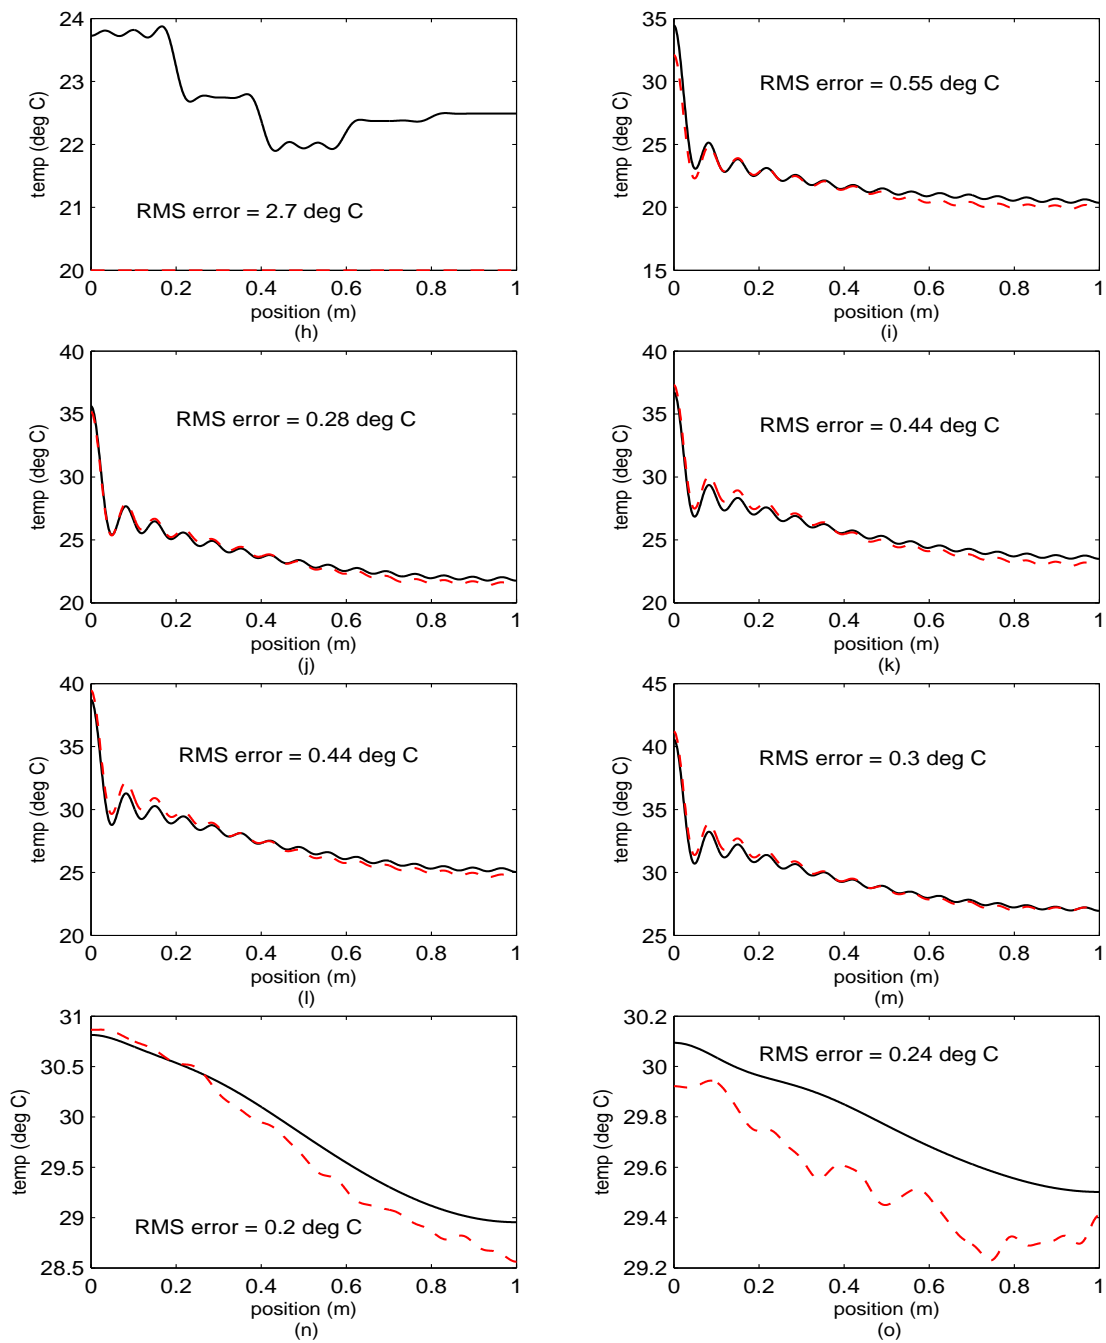 24
23
22
21
20
temp (deg C)
RMS error = 2.7 deg C
0 0.2 0.4 0.6 0.8 1
position (m)
(h)
35
30
25
20
15
temp (deg C)
RMS error = 0.55 deg C
0 0.2 0.4 0.6 0.8 1
position (m)
(i)
40
35
30
25
20
temp (deg C)
RMS error = 0.28 deg C
0 0.2 0.4 0.6 0.8 1
position (m)
(j)
40
35
30
25
20
temp (deg C)
RMS error = 0.44 deg C
0 0.2 0.4 0.6 0.8 1
position (m)
(k)
40
35
30
25
20
temp (deg C)
RMS error = 0.44 deg C
0 0.2 0.4 0.6 0.8 1
position (m)
(l)
45
40
35
30
25
temp (deg C)
RMS error = 0.3 deg C
0 0.2 0.4 0.6 0.8 1
position (m)
(m)
31
30.5
30
29.5
29
28.5
temp (deg C)
RMS error = 0.2 deg C
0 0.2 0.4 0.6 0.8 1
position (m)
(n)
30.2
30
29.8
29.6
29.4
29.2
temp (deg C)
RMS error = 0.24 deg C
0 0.2 0.4 0.6 0.8 1
position (m)
(o)